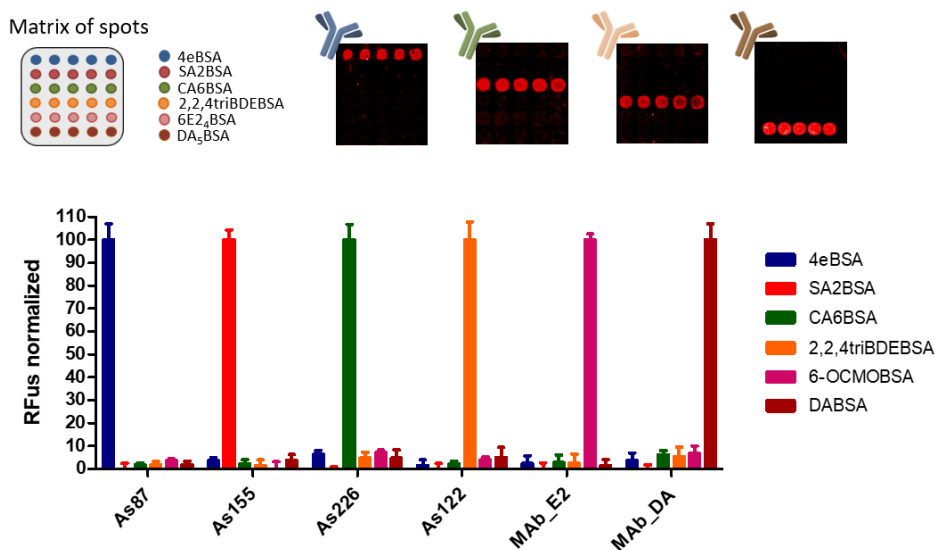 Matrix of spots
4eBSA
SA2BSA
CA6BSA
2,2,4triBDEBSA
6E2₄BSA
DA₅BSA
110
100
90
80
70
60
50
40
30
20
10
0
RFus normalized
As87
As155
As226
As122
MAb_E2
MAb_DA
4eBSA
SA2BSA
CA6BSA
2,2,4triBDEBSA
6-OCMOBSA
DABSA